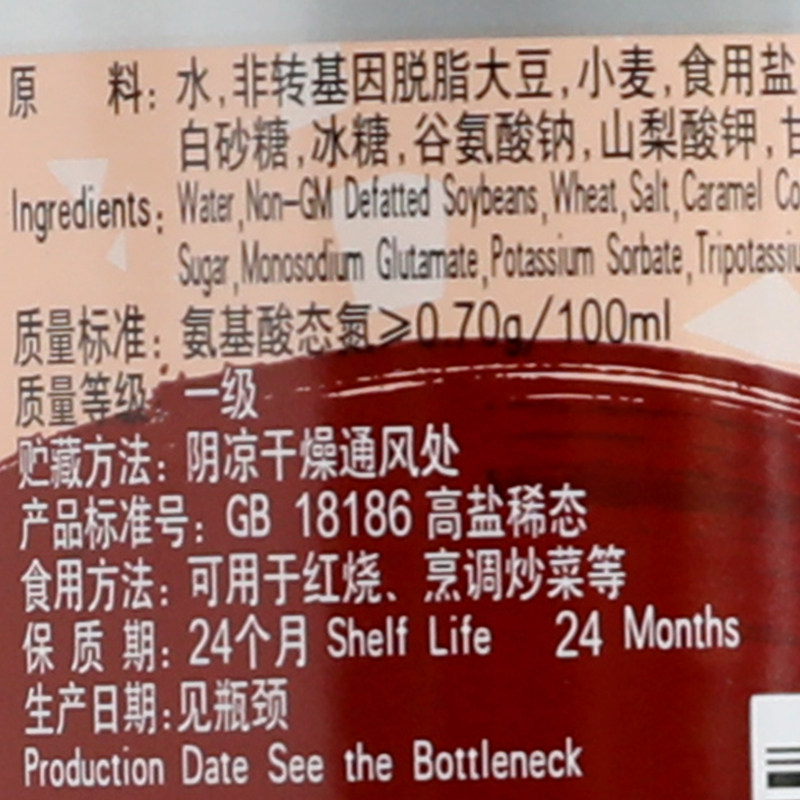 原 料：水,非转基因脱脂大豆,小麦,食用盐
白砂糖,冰糖,谷氨酸钠,山梨酸钾,甘
Ingredients：Water,Non-GM Defatted Soybeans,Wheat,Salt,Caramel Co
Sugar,Monosodium Glutamate,Potassium Sorbate,Tripotassiu
质量标准：氨基酸态氮≥0.70g/100ml
质量等级：一级
贮藏方法：阴凉干燥通风处
产品标准号：GB 18186 高盐稀态
食用方法：可用于红烧、烹调炒菜等
保 质 期：24个月 Shelf Life 24 Months
生产日期:见瓶颈
Production Date See the Bottleneck